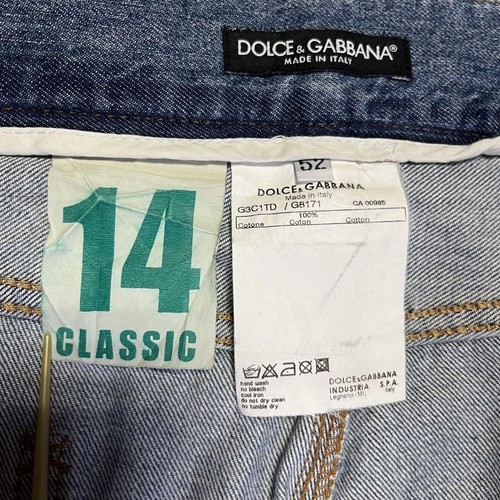 DOLCE & GABBANA®
MADE IN ITALY
14
CLASSIC
52
DOLCE & GABBANA
Made in Italy
G3C1TD / G8171 CA 00985
100%
Cotone Coton Cotton
hand wash
no bleach
cool iron
do not dry clean
no tumble dry
DOLCE & GABBANA
INDUSTRIA S.P.A.
Legnano (MI) Italy